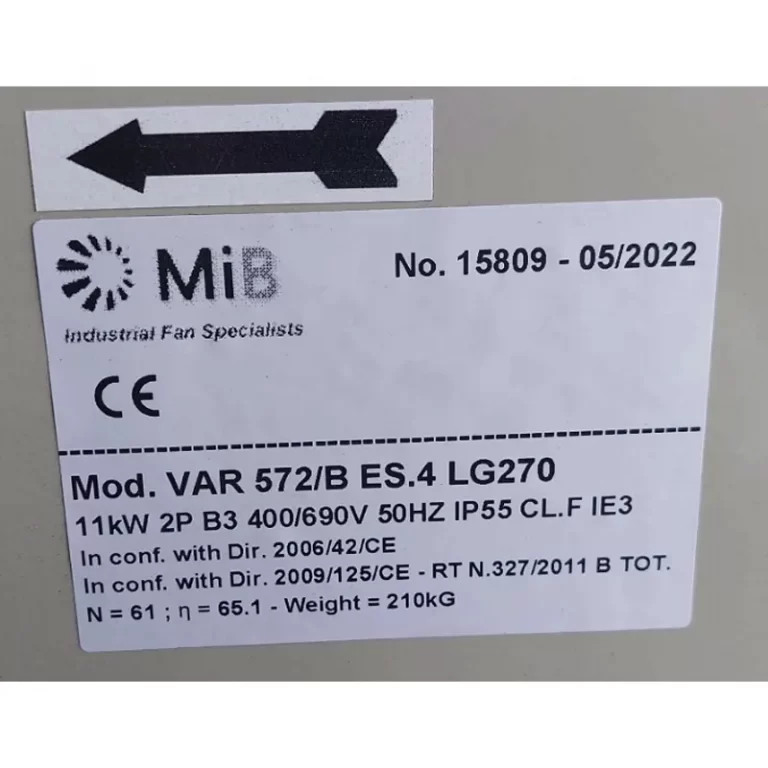 MiB
No. 15809 - 05/2022
Industrial Fan Specialists
CE
Mod. VAR 572/B ES.4 LG270
11kW 2P B3 400/690V 50HZ IP55 CL.F IE3
In conf. with Dir. 2006/42/CE
In conf. with Dir. 2009/125/CE - RT N.327/2011 B TOT.
N = 61 ; η = 65.1 - Weight = 210kG